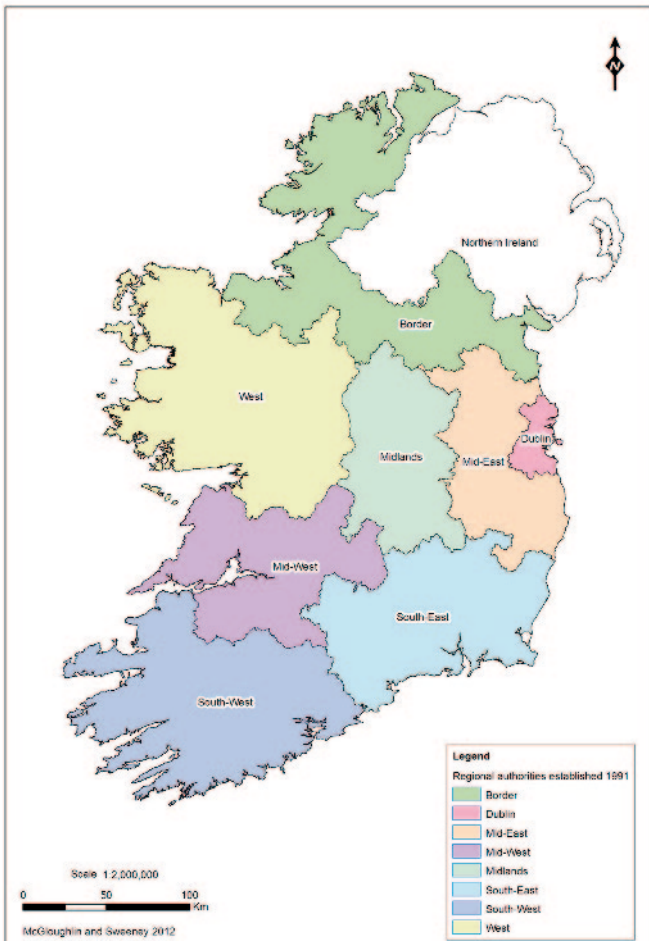 N
Northern Ireland
Border
West
Dublin
Midlands
Mid-East
Mid-West
South-East
South-West
Legend
Regional authorities established 1991
Border
Dublin
Mid-East
Mid-West
Midlands
South-East
South-West
West
Scale 1:2,000,000
0 50 100
Km
McGloughlin and Sweeney 2012